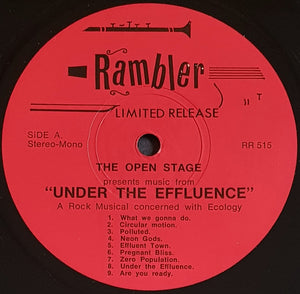 Rambler
LIMITED RELEASE
SIDE A.
Stereo-Mono
RR 515
THE OPEN STAGE
presents music from
"UNDER THE EFFLUENCE"
A Rock Musical concerned with Ecology
1. What we gonna do.
2. Circular motion.
3. Polluted.
4. Neon Gods.
5. Effluent Town.
6. Pregnant Bliss.
7. Zero Population.
8. Under the Effluence.
9. Are you ready.